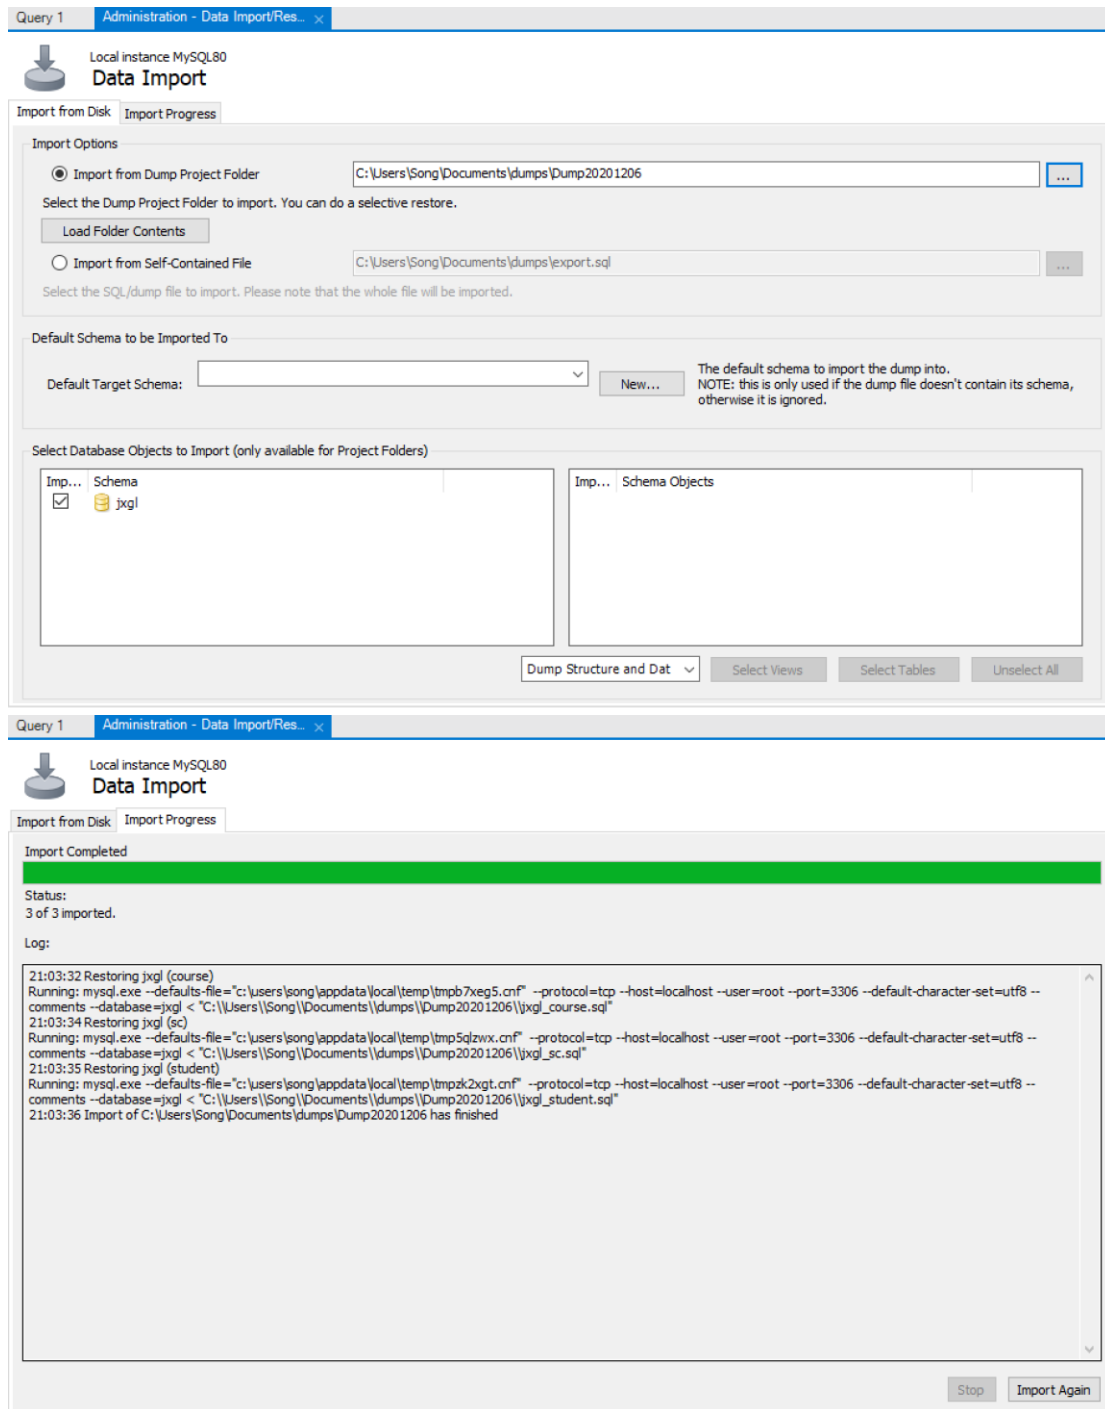 Query 1
Administration - Data Import/Res...
Local instance MySQL80
Data Import
Import from Disk
Import Progress
Import Options
Import from Dump Project Folder
C:\Users\Song\Documents\dumps\Dump20201206
...
Select the Dump Project Folder to import. You can do a selective restore.
Load Folder Contents
Import from Self-Contained File
C:\Users\Song\Documents\dumps\export.sql
...
Select the SQL/dump file to import. Please note that the whole file will be imported.
Default Schema to be Imported To
Default Target Schema:
New...
The default schema to import the dump into.
NOTE: this is only used if the dump file doesn't contain its schema,
otherwise it is ignored.
Select Database Objects to Import (only available for Project Folders)
Imp... Schema
jxgl
Imp... Schema Objects
Dump Structure and Dat
Select Views
Select Tables
Unselect All
Query 1
Administration - Data Import/Res...
Local instance MySQL80
Data Import
Import from Disk
Import Progress
Import Completed
Status:
3 of 3 imported.
Log:
21:03:32 Restoring jxgl (course)
Running: mysql.exe --defaults-file="c:\users\song\appdata\local\temp\tmpb7xeg5.cnf"  --protocol=tcp --host=localhost --user=root --port=3306 --default-character-set=utf8 --
comments --database=jxgl < "C:\\Users\\Song\\Documents\\dumps\\Dump20201206\\jxgl_course.sql"
21:03:34 Restoring jxgl (sc)
Running: mysql.exe --defaults-file="c:\users\song\appdata\local\temp\tmp5qlzwx.cnf"  --protocol=tcp --host=localhost --user=root --port=3306 --default-character-set=utf8 --
comments --database=jxgl < "C:\\Users\\Song\\Documents\\dumps\\Dump20201206\\jxgl_sc.sql"
21:03:35 Restoring jxgl (student)
Running: mysql.exe --defaults-file="c:\users\song\appdata\local\temp\tmpzk2xgt.cnf"  --protocol=tcp --host=localhost --user=root --port=3306 --default-character-set=utf8 --
comments --database=jxgl < "C:\\Users\\Song\\Documents\\dumps\\Dump20201206\\jxgl_student.sql"
21:03:36 Import of C:\Users\Song\Documents\dumps\Dump20201206 has finished
Stop
Import Again